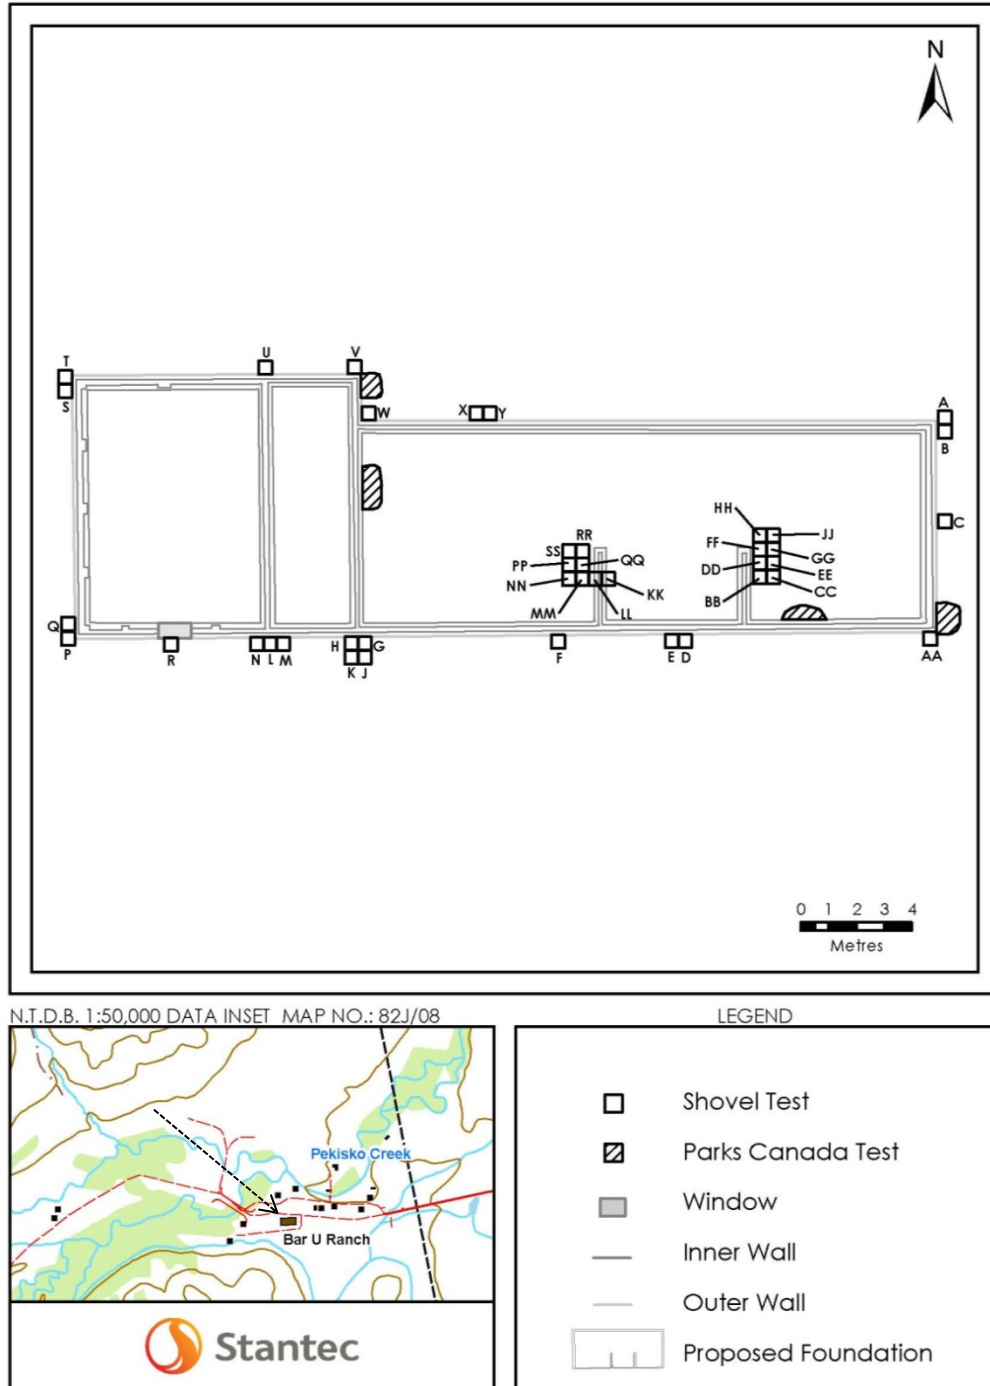 N
T
U
V
S
W
X Y
A
B
C
HH
JJ
FF
GG
DD
EE
BB
CC
RR
SS
PP
QQ
NN
KK
MM
LL
Q
P
R
N L M
H G
K J
F
E D
AA
0 1 2 3 4
Metres
N.T.D.B. 1:50,000 DATA INSET MAP NO.: 82J/08
Pekisko Creek
Bar U Ranch
Stantec
LEGEND
Shovel Test
Parks Canada Test
Window
Inner Wall
Outer Wall
Proposed Foundation